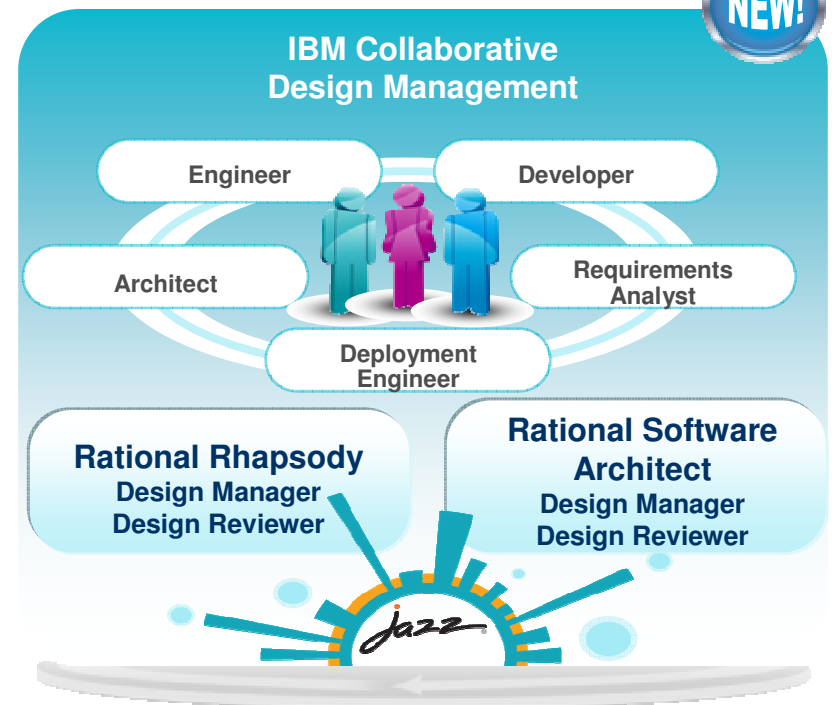 NEW!
IBM Collaborative
Design Management
Engineer
Developer
Architect
Requirements
Analyst
Deployment
Engineer
Rational Rhapsody
Design Manager
Design Reviewer
Rational Software
Architect
Design Manager
Design Reviewer
jazz